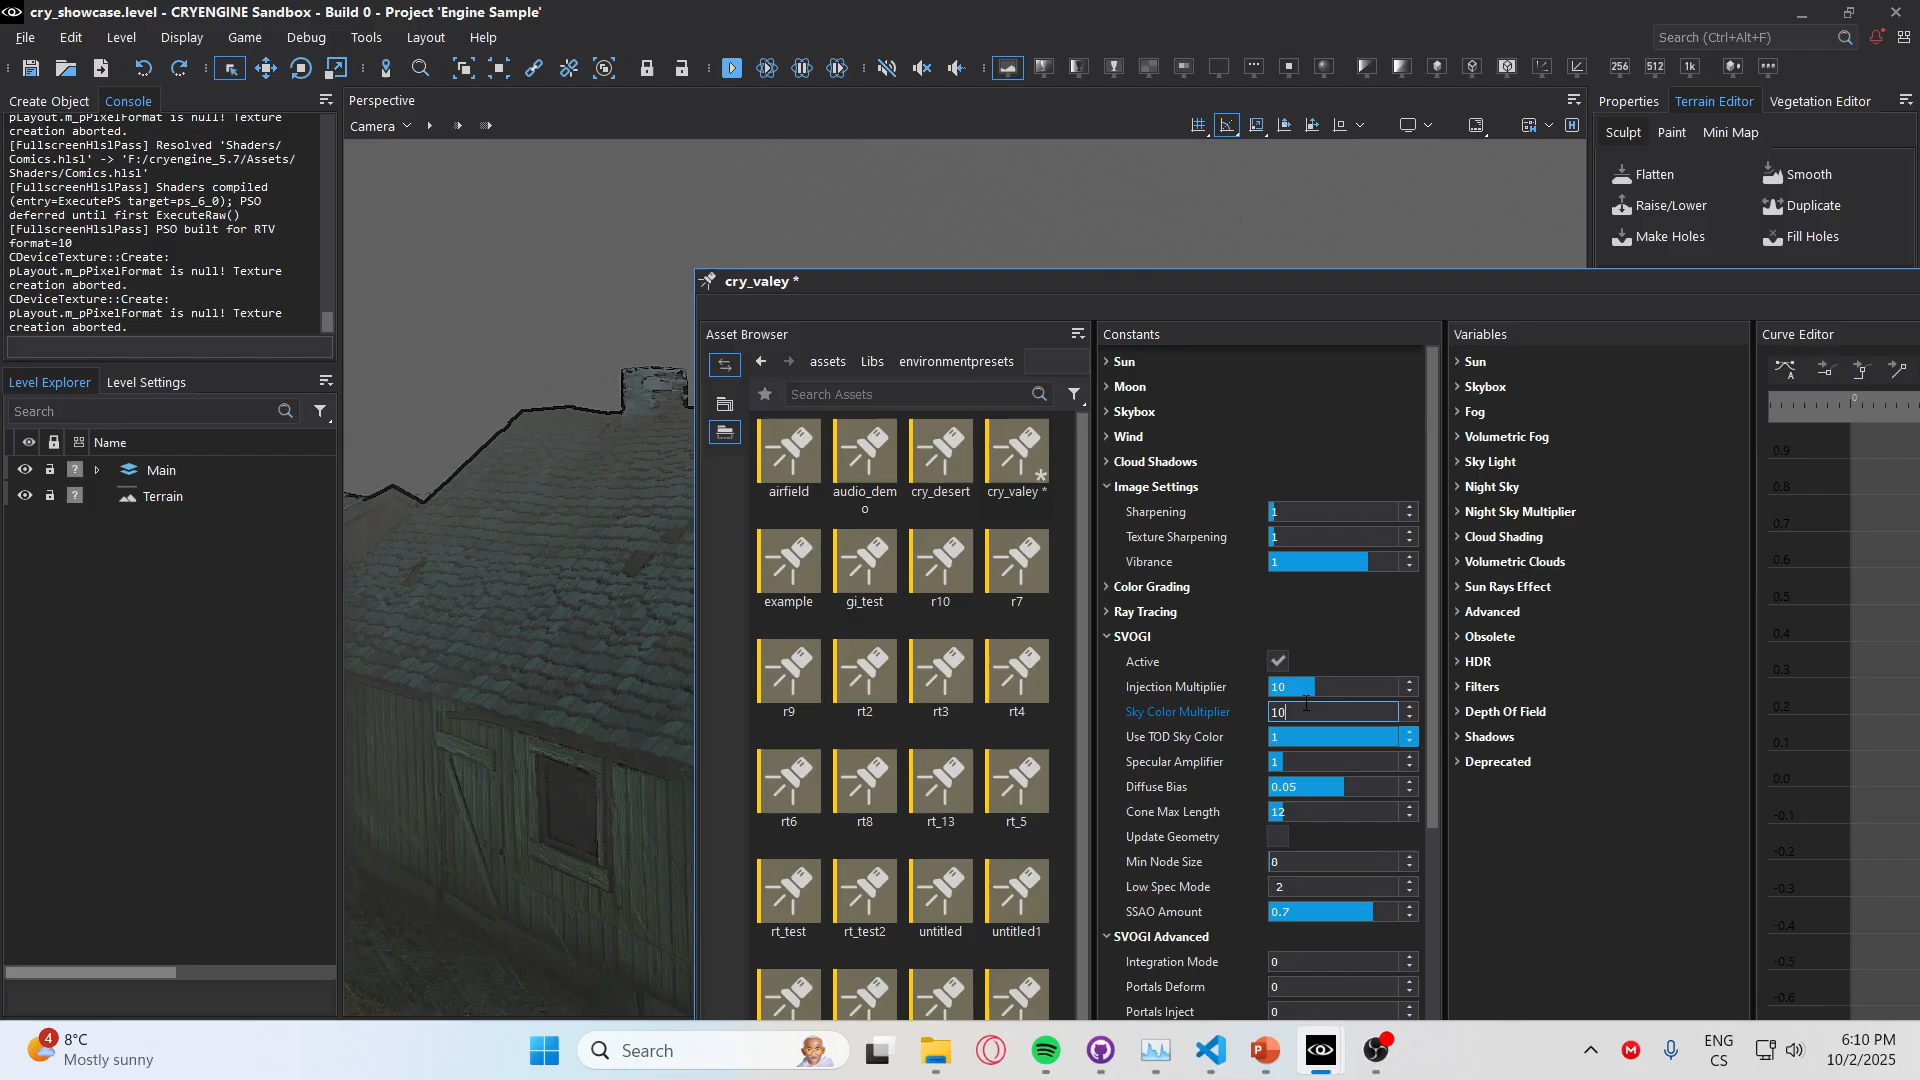 cry_showcase.level - CRYENGINE Sandbox - Build 0 - Project 'Engine Sample'
File Edit Level Display Game Debug Tools Layout Help
Search (Ctrl+Alt+F)
256 512 1k
Create Object Console
pLayout.m_pPixelFormat is null! Texture
creation aborted.
[FullscreenHlslPass] Resolved 'Shaders/
Comics.hlsl' -> 'F:/cryengine_5.7/Assets/
Shaders/Comics.hlsl'
[FullscreenHlslPass] Shaders compiled
(entry=ExecutePS target=ps_6_0); PSO
deferred until first ExecuteRaw()
[FullscreenHlslPass] PSO built for RTV
format=10
CDeviceTexture::Create:
pLayout.m_pPixelFormat is null! Texture
creation aborted.
CDeviceTexture::Create:
pLayout.m_pPixelFormat is null! Texture
creation aborted.
Level Explorer Level Settings
Search
Name
Main
Terrain
Perspective
Camera
Properties Terrain Editor Vegetation Editor
Sculpt Paint Mini Map
Flatten Smooth
Raise/Lower Duplicate
Make Holes Fill Holes
cry_valey *
Asset Browser
assets Libs environmentpresets
Search Assets
airfield audio_dem cry_desert cry_valey *
o
example gi_test r10 r7
r9 rt2 rt3 rt4
rt6 rt8 rt_13 rt_5
rt_test rt_test2 untitled untitled1
Constants
Sun
Moon
Skybox
Wind
Cloud Shadows
Image Settings
Sharpening 1
Texture Sharpening 1
Vibrance 1
Color Grading
Ray Tracing
SVOGI
Active
Injection Multiplier 10
Sky Color Multiplier 10
Use TOD Sky Color 1
Specular Amplifier 1
Diffuse Bias 0.05
Cone Max Length 12
Update Geometry
Min Node Size 8
Low Spec Mode 2
SSAO Amount 0.7
SVOGI Advanced
Integration Mode 0
Portals Deform 0
Portals Inject 0
Variables
Sun
Skybox
Fog
Volumetric Fog
Sky Light
Night Sky
Night Sky Multiplier
Cloud Shading
Volumetric Clouds
Sun Rays Effect
Advanced
Obsolete
HDR
Filters
Depth Of Field
Shadows
Deprecated
Curve Editor
0
0.9
0.8
0.7
0.6
0.5
0.4
0.3
0.2
0.1
0.0
-0.1
-0.2
-0.3
-0.4
-0.5
-0.6
4
8°C
Mostly sunny
Search
ENG
CS
6:10 PM
10/2/2025